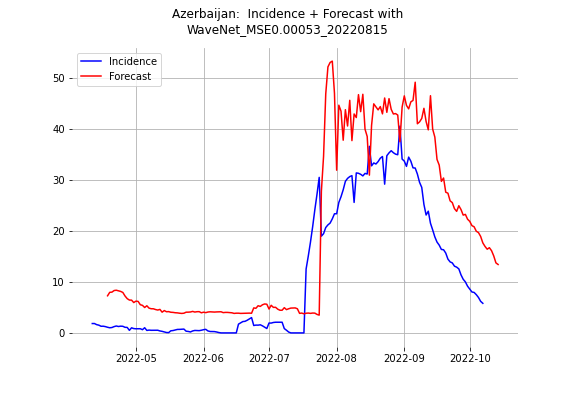 Azerbaijan:  Incidence + Forecast with
WaveNet_MSE0.00053_20220815
Incidence
Forecast
50
40
30
20
10
0
2022-05 2022-06 2022-07 2022-08 2022-09 2022-10